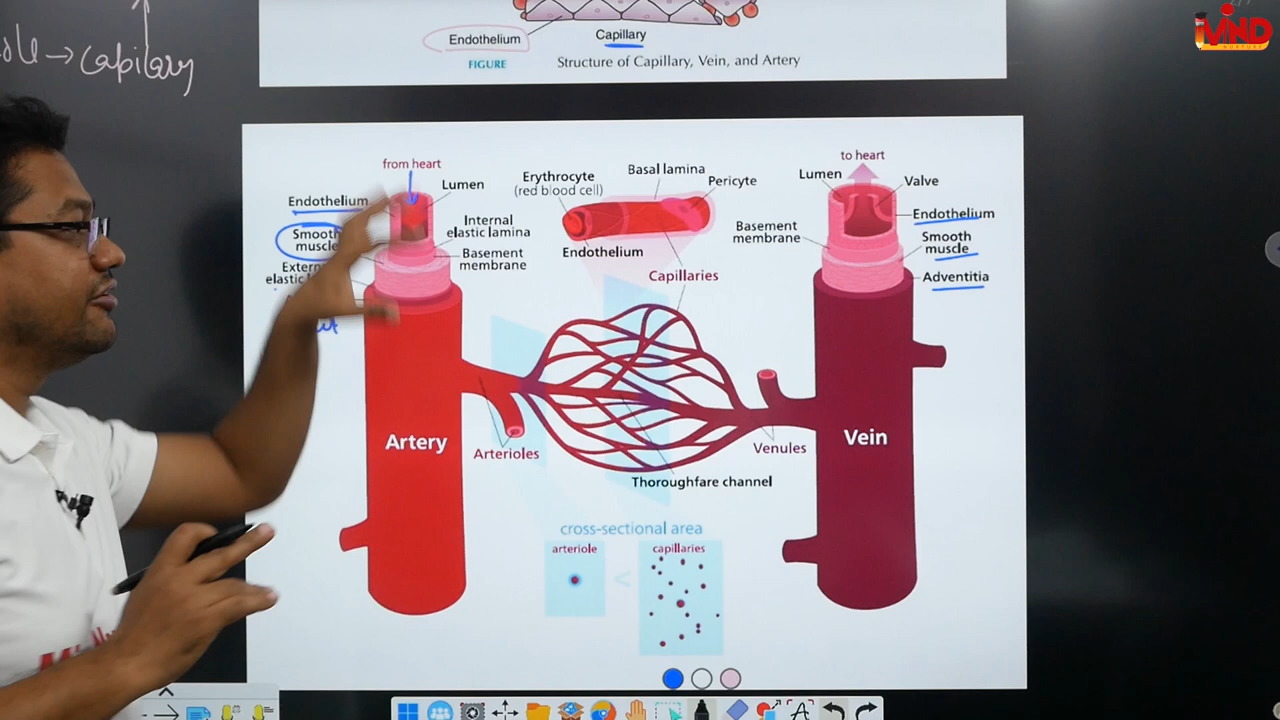 → capilary
MIND
Endothelium
Capillary
FIGURE Structure of Capillary, Vein, and Artery
from heart
Endothelium
Lumen
Smooth
muscle
Internal
elastic lamina
Basement
membrane
Erythrocyte
(red blood cell)
Basal lamina
Pericyte
Endothelium
Capillaries
to heart
Lumen
Valve
Basement
membrane
Endothelium
Smooth
muscle
Adventitia
Artery
Arterioles
Venules
Vein
Thoroughfare channel
cross-sectional area
arteriole
<
capillaries